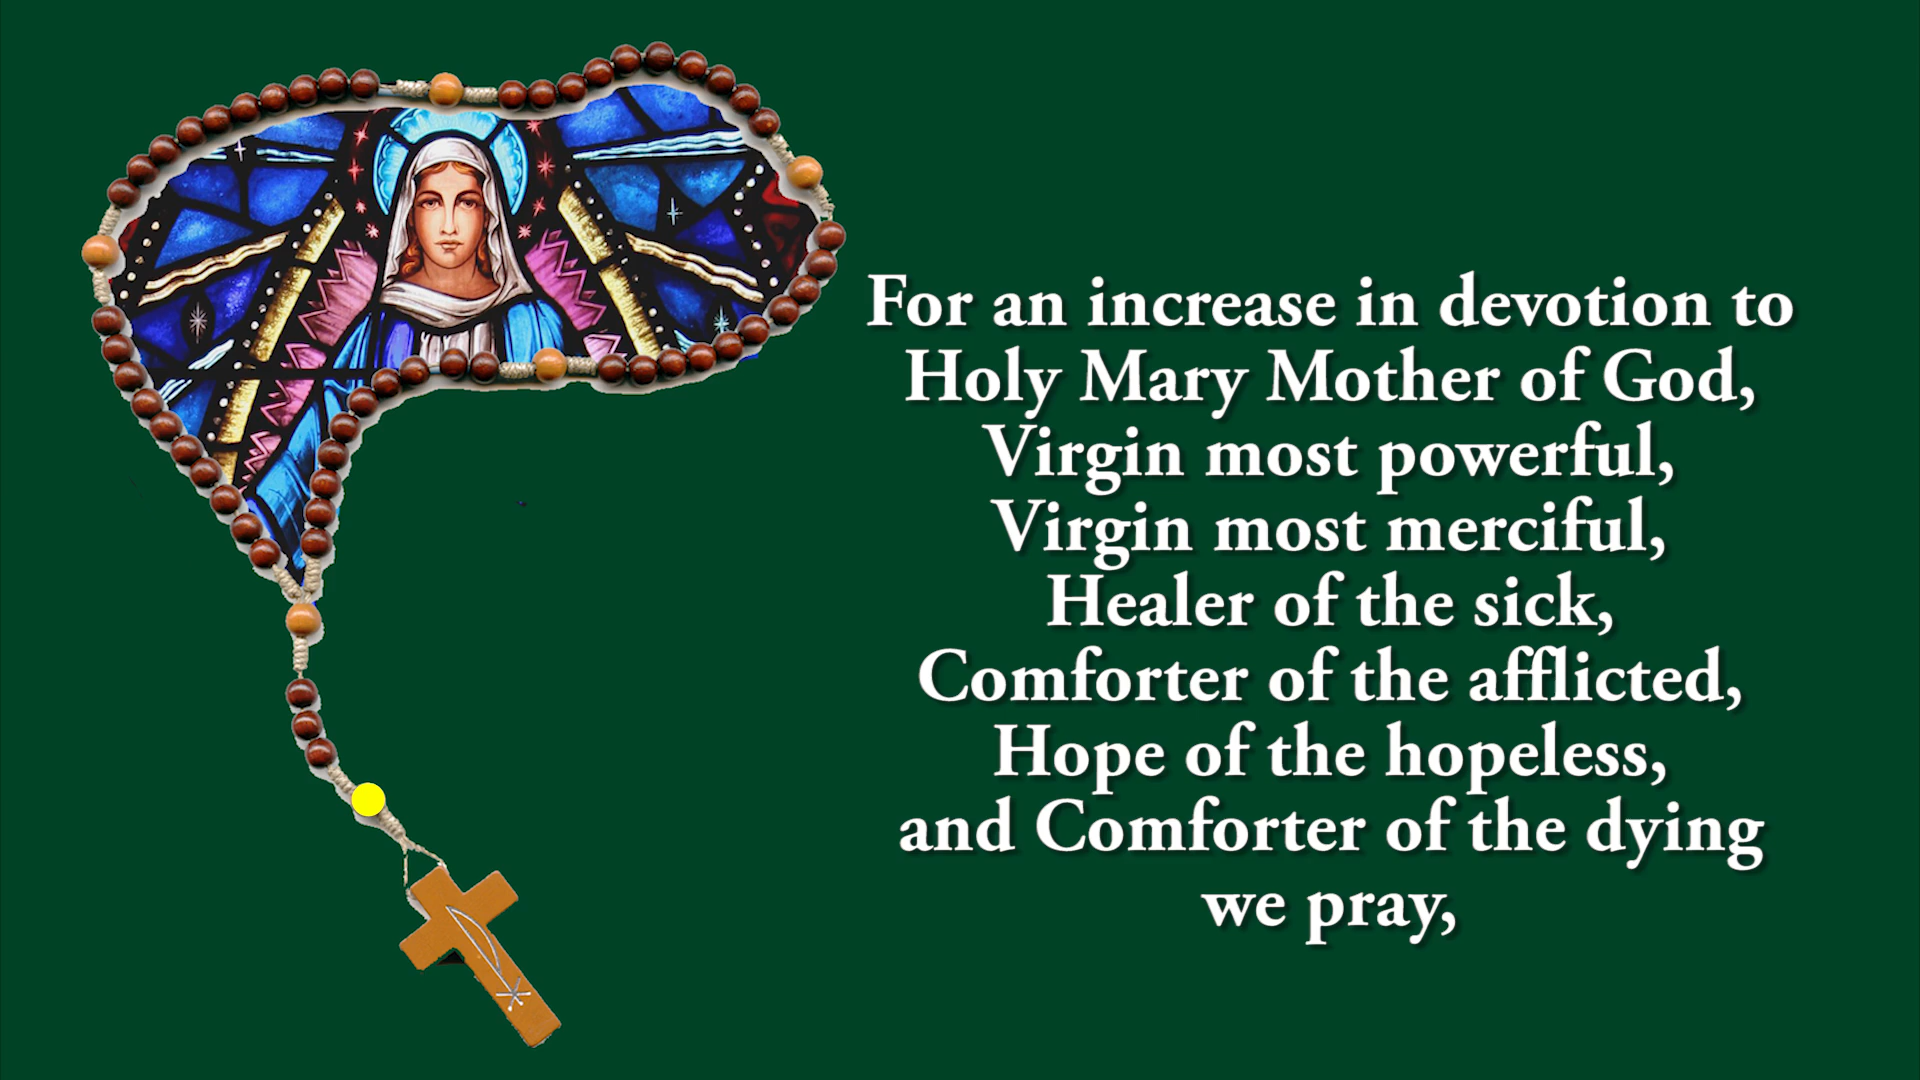 For an increase in devotion to
Holy Mary Mother of God,
Virgin most powerful,
Virgin most merciful,
Healer of the sick,
Comforter of the afflicted,
Hope of the hopeless,
and Comforter of the dying
we pray,